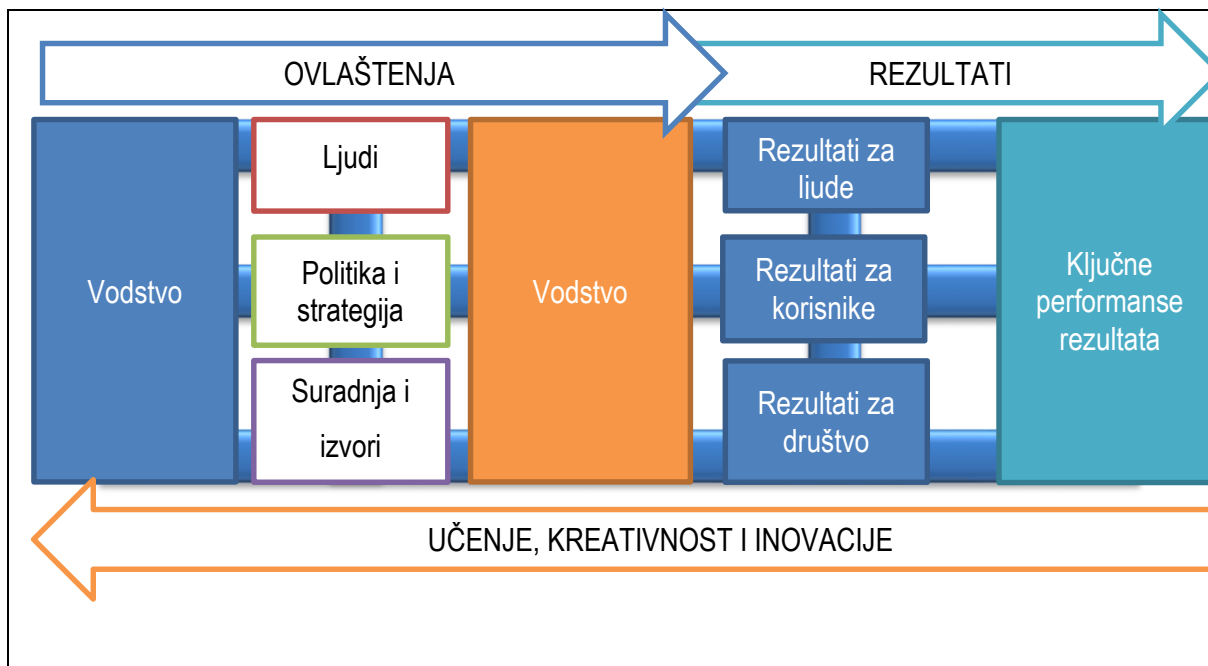 OVLAŠTENJA
REZULTATI
Vodstvo
Ljudi
Politika i
strategija
Suradnja i
izvori
Vodstvo
Rezultati za
ljude
Rezultati za
korisnike
Rezultati za
društvo
Ključne
performanse
rezultata
UČENJE, KREATIVNOST I INOVACIJE